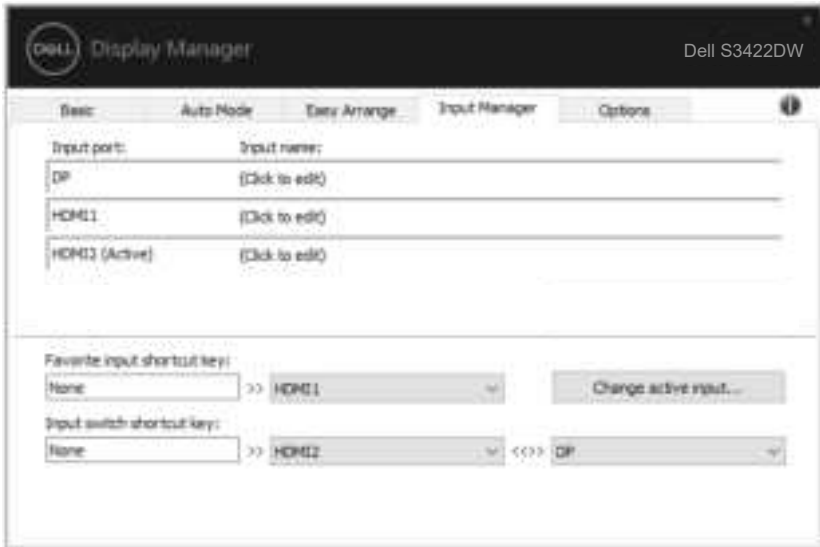 DELL Display Manager
Dell S3422DW
Basic Auto Mode Easy Arrange Input Manager Options
Input port: Input name:
DP (Click to edit)
HDMI1 (Click to edit)
HDMI2 (Active) (Click to edit)
Favorite input shortcut key:
None >> HDMI1 Change active input...
Input switch shortcut key:
None >> HDMI2 <<>> DP